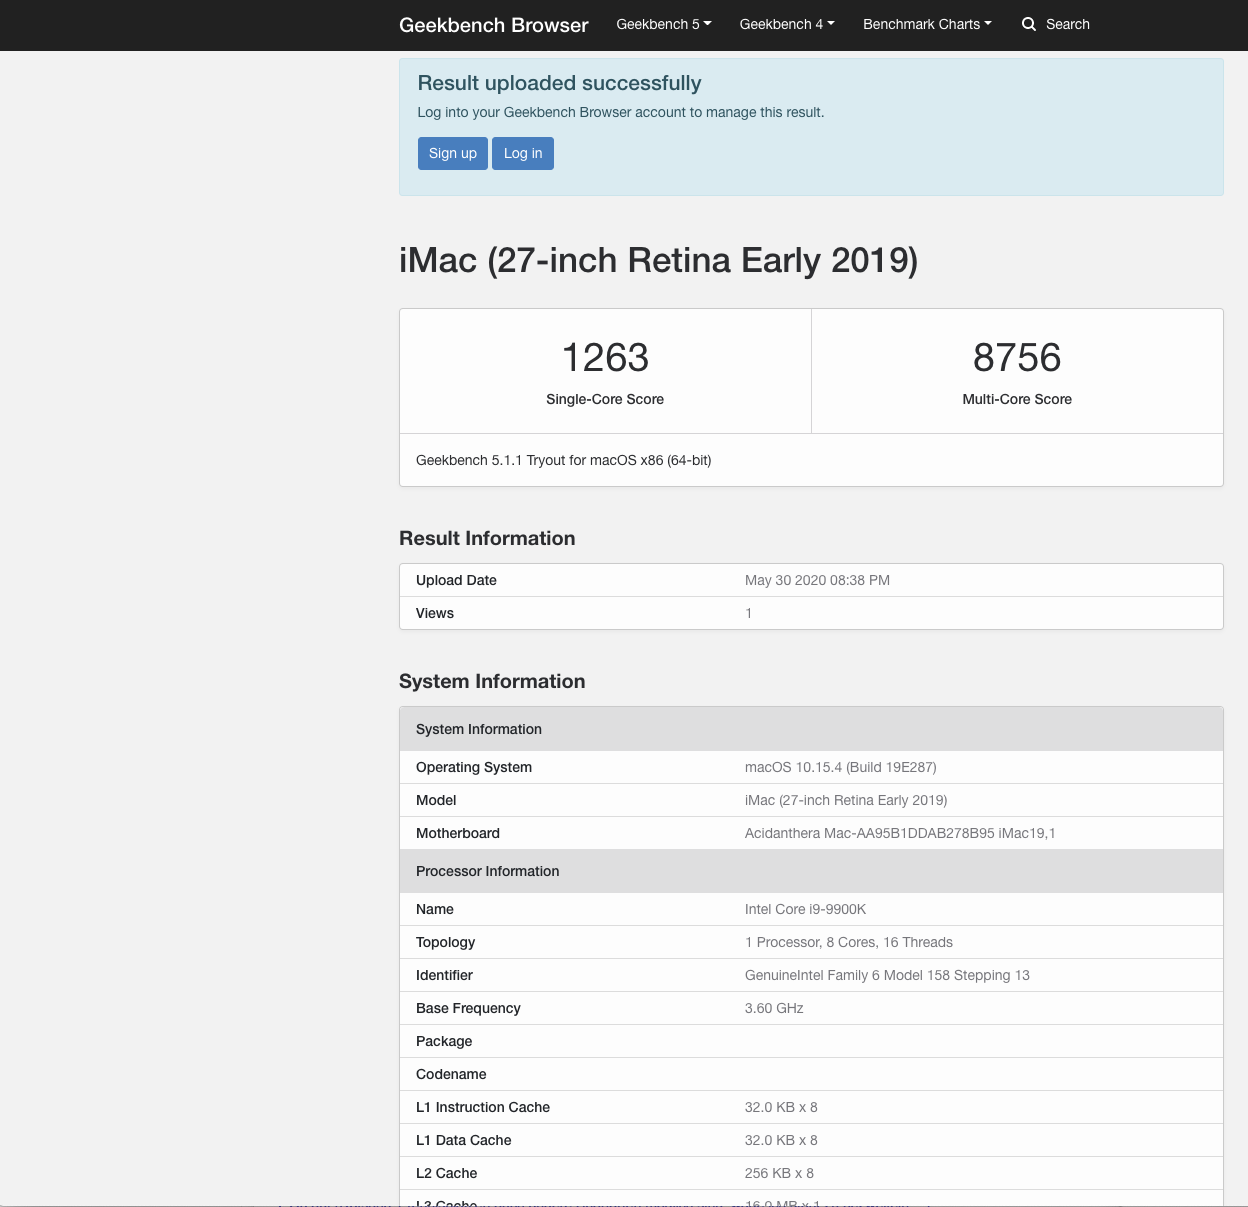 Geekbench Browser Geekbench 5 Geekbench 4 Benchmark Charts Search
Result uploaded successfully
Log into your Geekbench Browser account to manage this result.
Sign up Log in
iMac (27-inch Retina Early 2019)
1263 8756
Single-Core Score Multi-Core Score
Geekbench 5.1.1 Tryout for macOS x86 (64-bit)
Result Information
Upload Date May 30 2020 08:38 PM
Views 1
System Information
System Information
Operating System macOS 10.15.4 (Build 19E287)
Model iMac (27-inch Retina Early 2019)
Motherboard Acidanthera Mac-AA95B1DDAB278B95 iMac19,1
Processor Information
Name Intel Core i9-9900K
Topology 1 Processor, 8 Cores, 16 Threads
Identifier GenuineIntel Family 6 Model 158 Stepping 13
Base Frequency 3.60 GHz
Package
Codename
L1 Instruction Cache 32.0 KB x 8
L1 Data Cache 32.0 KB x 8
L2 Cache 256 KB x 8
L3 Cache 16.0 MB x 1